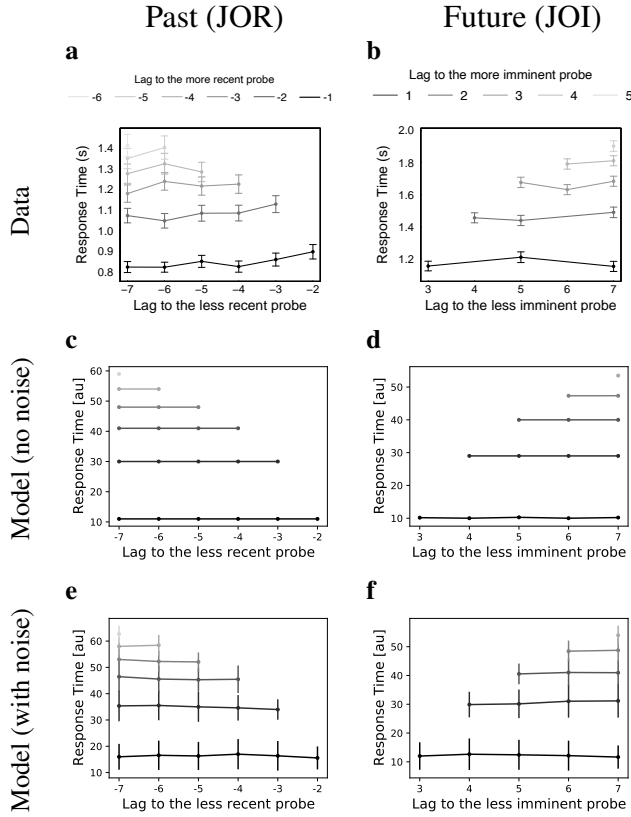 Past (JOR) Future (JOI)
a b
Lag to the more recent probe
-6 -5 -4 -3 -2 -1
Lag to the more imminent probe
1 2 3 4 5
Data
Response Time (s)
1.4
1.3
1.2
1.1
1.0
0.9
0.8
−7 −6 −5 −4 −3 −2
Lag to the less recent probe
Response Time (s)
2.0
1.8
1.6
1.4
1.2
3 4 5 6 7
Lag to the less imminent probe
c d
Model (no noise)
Response Time [au]
60
50
40
30
20
10
-7 -6 -5 -4 -3 -2
Lag to the less recent probe
Response Time [au]
50
40
30
20
10
3 4 5 6 7
Lag to the less imminent probe
e f
Model (with noise)
Response Time [au]
60
50
40
30
20
10
-7 -6 -5 -4 -3 -2
Lag to the less recent probe
Response Time [au]
50
40
30
20
10
3 4 5 6 7
Lag to the less imminent probe